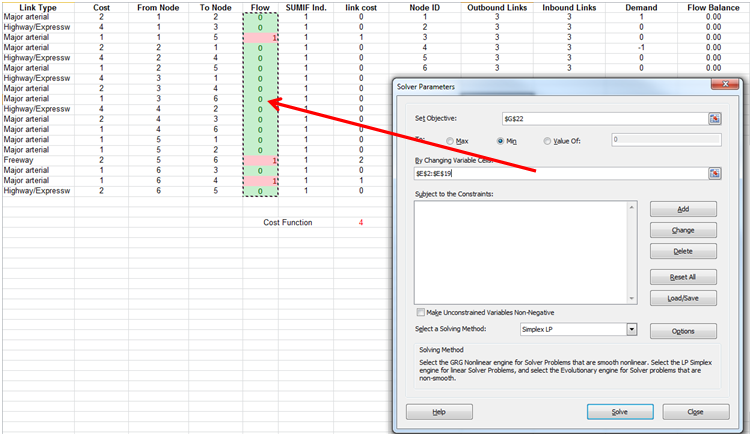 Link Type Cost From Node To Node Flow SUMIF Ind. link cost Node ID Outbound Links Inbound Links Demand Flow Balance
Major arterial 2 1 2 0 1 0 1 3 3 1 0.00
Highway/Expressw 4 1 3 0 1 0 2 3 3 0 0.00
Major arterial 1 1 5 1 1 1 3 3 3 0 0.00
Major arterial 2 2 1 0 1 0 4 3 3 -1 0.00
Highway/Expressw 4 2 4 0 1 0 5 3 3 0 0.00
Major arterial 1 2 5 0 1 0 6 3 3 0 0.00
Highway/Expressw 4 3 1 0 1 0
Major arterial 2 3 4 0 1 0
Major arterial 1 3 6 0 1 0
Highway/Expressw 4 4 2 0 1 0
Major arterial 2 4 3 0 1 0
Major arterial 1 4 6 0 1 0
Major arterial 1 5 1 0 1 0
Major arterial 1 5 2 0 1 0
Freeway 2 5 6 1 1 2
Major arterial 1 6 3 0 1 0
Major arterial 1 6 4 1 1 1
Highway/Expressw 2 6 5 0 1 0
Cost Function 4
Solver Parameters
Set Objective: $G$22
To: Max Min Value Of: 0
By Changing Variable Cells:
$E$2:$E$19
Subject to the Constraints:
Add
Change
Delete
Reset All
Load/Save
Make Unconstrained Variables Non-Negative
Select a Solving Method: Simplex LP Options
Solving Method
Select the GRG Nonlinear engine for Solver Problems that are smooth nonlinear. Select the LP Simplex
engine for linear Solver Problems, and select the Evolutionary engine for Solver problems that are
non-smooth.
Help Solve Close